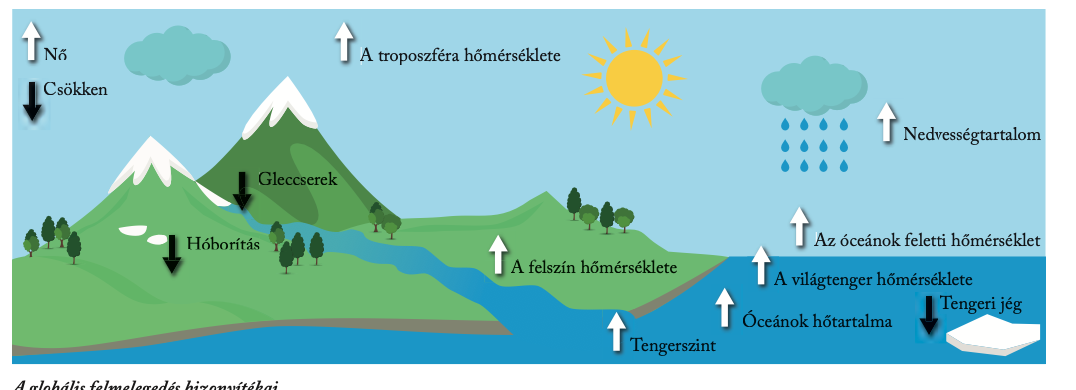 Nő
Csökken
A troposzféra hőmérséklete
Nedvességtartalom
Gleccserek
Hóborítás
Az óceánok feletti hőmérséklet
A felszín hőmérséklete
A világtenger hőmérséklete
Tengeri jég
Óceánok hőtartalma
Tengerszint
A globális felmelegedés bizonyítékai